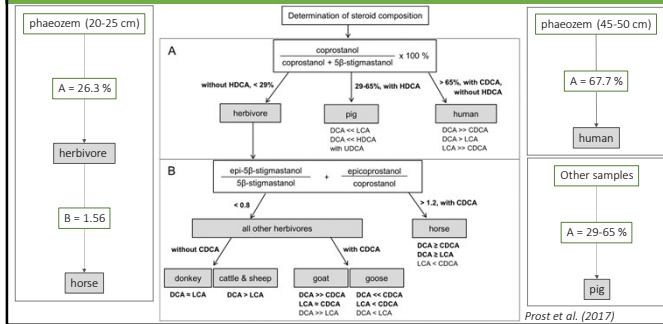 phaeozem (20-25 cm)
A = 26.3 %
herbivore
B = 1.56
horse
Determination of steroid composition
A
coprostanol
coprostanol + 5β-stigmastanol
x 100 %
without HDCA, < 29%
29-65%, with HDCA
> 65%, with CDCA,
without HDCA
herbivore
pig
human
DCA << LCA
DCA << HDCA
with UDCA
DCA >> CDCA
DCA > LCA
LCA >> CDCA
B
epi-5β-stigmastanol
5β-stigmastanol
+
epicoprostanol
coprostanol
< 0.8
> 1.2, with CDCA
all other herbivores
horse
DCA ≥ CDCA
DCA ≥ LCA
LCA < CDCA
without CDCA
with CDCA
donkey
cattle & sheep
goat
goose
DCA ≈ LCA
DCA > LCA
DCA >> CDCA
LCA ≈ CDCA
DCA >> LCA
DCA << CDCA
LCA < CDCA
DCA < LCA
phaeozem (45-50 cm)
A = 67.7 %
human
Other samples
A = 29-65 %
pig
Prost et al. (2017)